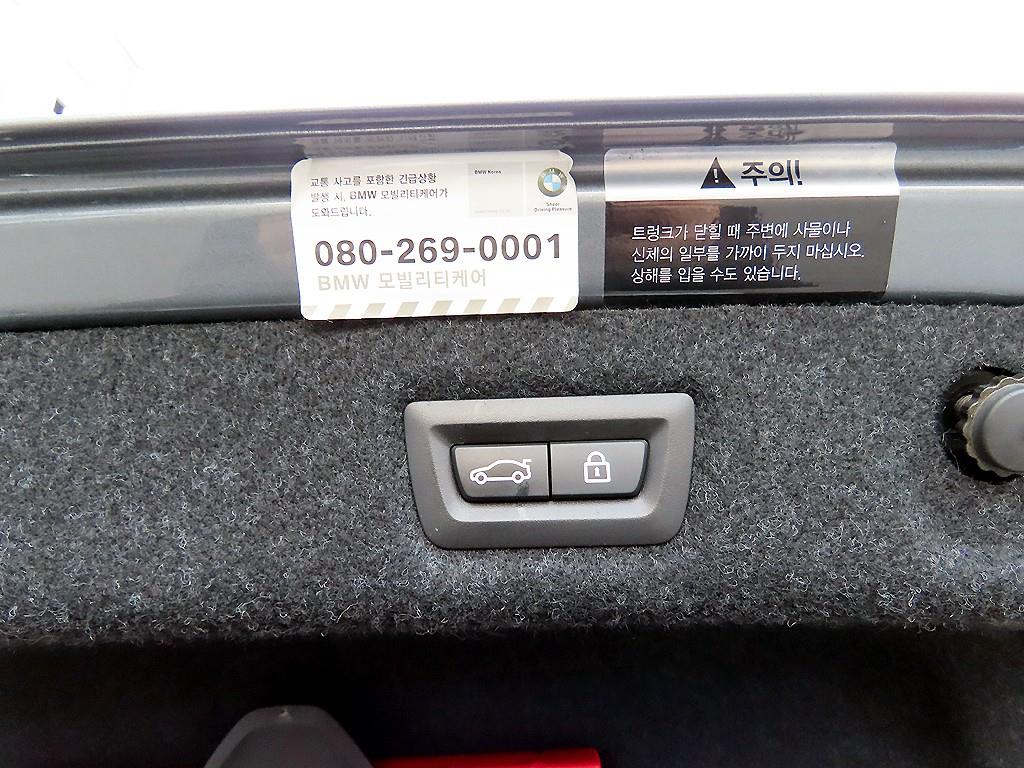 교통 사고를 포함한 긴급상황
발생 시, BMW 모빌리티케어가
도와드립니다.
BMW Korea
Sheer
Driving Pleasure
080-269-0001
BMW 모빌리티케어
주의!
트렁크가 닫힐 때 주변에 사물이나
신체의 일부를 가까이 두지 마십시오.
상해를 입을 수도 있습니다.